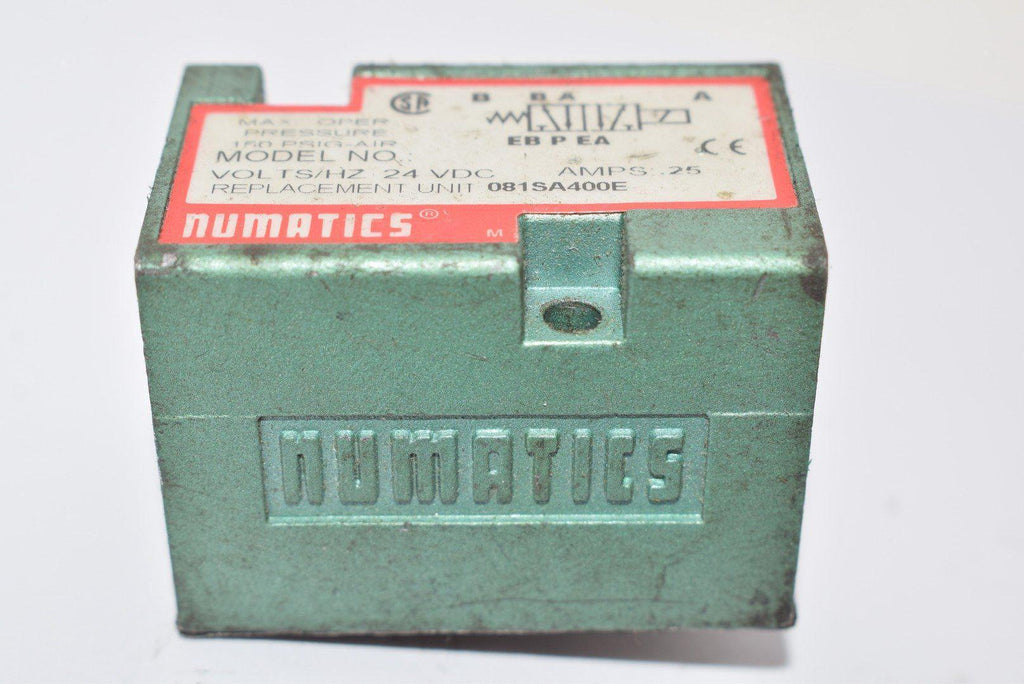 B BA A
EB P EA
MAX. OPER
PRESSURE
150 PSIG-AIR
MODEL NO.:
VOLTS/HZ 24 VDC AMPS .25
REPLACEMENT UNIT 081SA400E
NUMATICS® M
NUMATICS